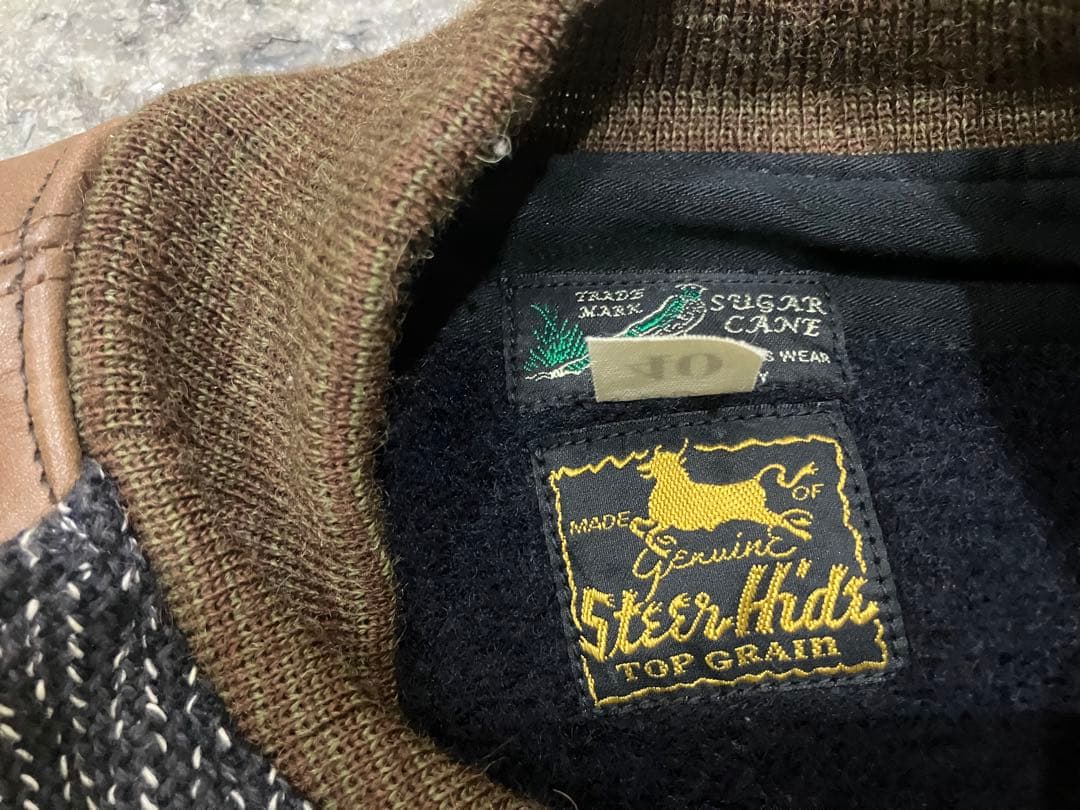 TRADE MARK
SUGAR CANE
S WEAR
Y
40
MADE OF
Genuine
Steer Hide
TOP GRAIN